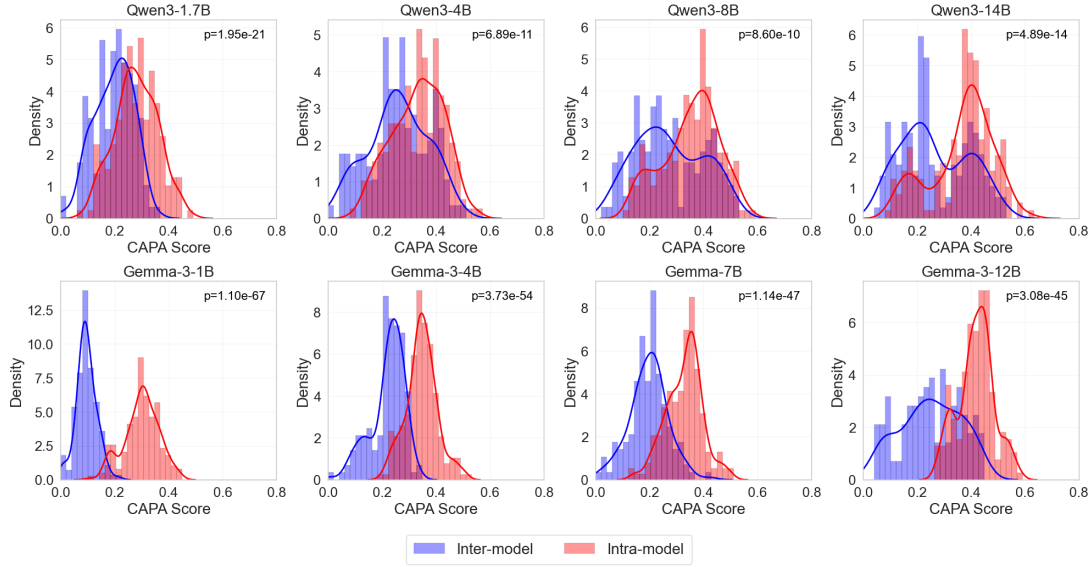 Qwen3-1.7B
Qwen3-4B
Qwen3-8B
Qwen3-14B
p=1.95e-21
p=6.89e-11
p=8.60e-10
p=4.89e-14
Density
0 1 2 3 4 5 6
0.0 0.2 0.4 0.6 0.8
CAPA Score
Density
0 1 2 3 4 5
0.0 0.2 0.4 0.6 0.8
CAPA Score
Density
0 1 2 3 4 5 6
0.0 0.2 0.4 0.6 0.8
CAPA Score
Density
0 1 2 3 4 5 6
0.0 0.2 0.4 0.6 0.8
CAPA Score
Gemma-3-1B
Gemma-3-4B
Gemma-7B
Gemma-3-12B
p=1.10e-67
p=3.73e-54
p=1.14e-47
p=3.08e-45
Density
0.0 2.5 5.0 7.5 10.0 12.5
0.0 0.2 0.4 0.6 0.8
CAPA Score
Density
0 2 4 6 8
0.0 0.2 0.4 0.6 0.8
CAPA Score
Density
0 2 4 6 8
0.0 0.2 0.4 0.6 0.8
CAPA Score
Density
0 2 4 6
0.0 0.2 0.4 0.6 0.8
CAPA Score
Inter-model
Intra-model